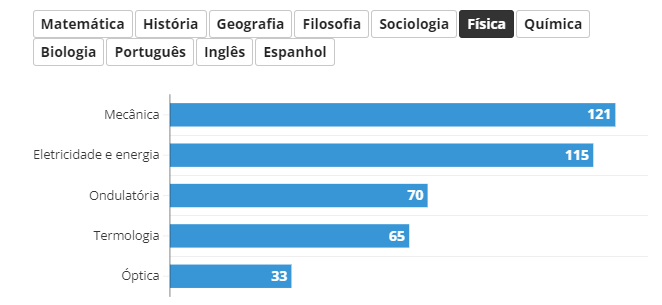 Matemática História Geografia Filosofia Sociologia Física Química
Biologia Português Inglês Espanhol
Mecânica 121
Eletricidade e energia 115
Ondulatória 70
Termologia 65
Óptica 33